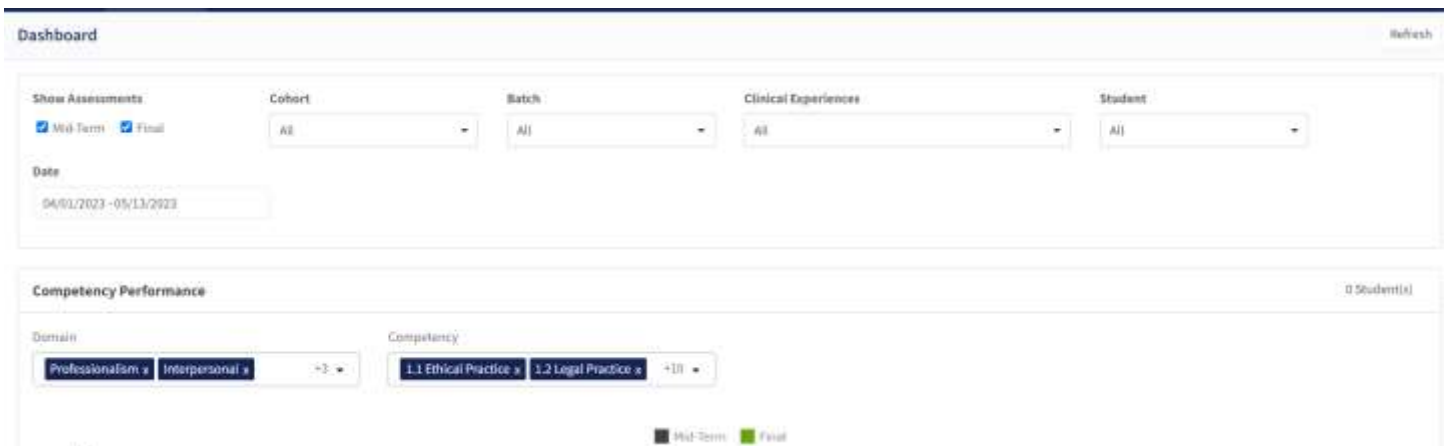 Dashboard Refresh
Show Assessments Cohort Batch Clinical Experiences Student
Mid-Term Final All All All All
Date
04/01/2023 - 05/13/2023
Competency Performance 0 Student(s)
Domain Competency
Professionalism x Interpersonal x +3 1.1 Ethical Practice x 1.2 Legal Practice x +10
Mid-Term Final